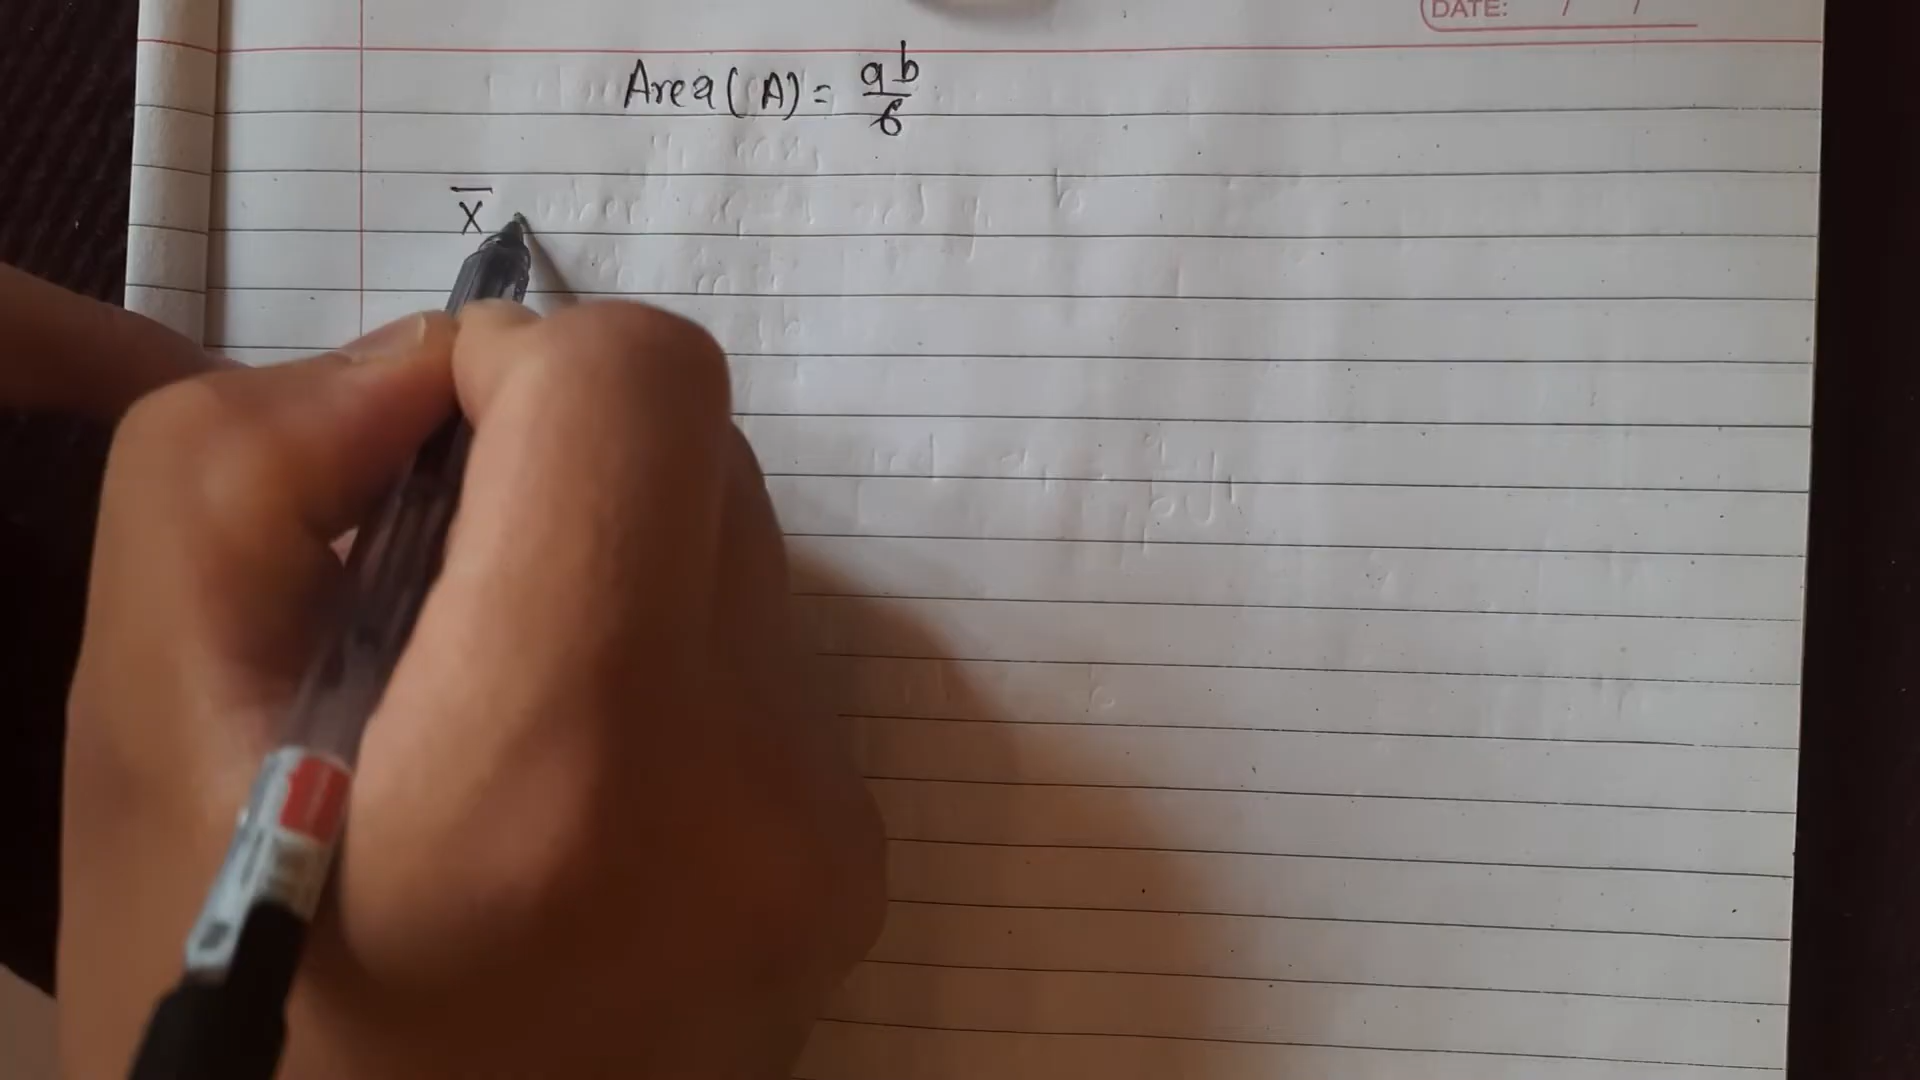 DATE: / /
Area(A) = ab/6
x̅